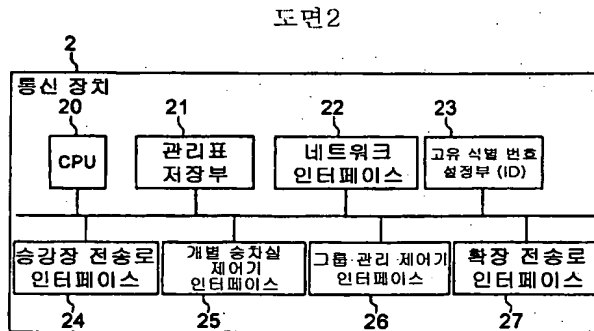 도면2
2
통신 장치
20
21
22
23
CPU
관리표
저장부
네트워크
인터페이스
고유 식별 번호
설정부 (ID)
승강장 전송로
인터페이스
개별 승차실
제어기
인터페이스
그룹·관리 제어기
인터페이스
확장 전송로
인터페이스
24
25
26
27